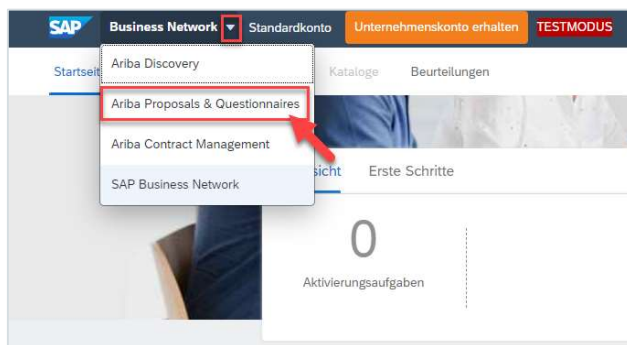 SAP Business Network Standardkonto Unternehmenskonto erhalten TESTMODUS
Startseit Kataloge Beurteilungen
Ariba Discovery
Ariba Proposals & Questionnaires
Ariba Contract Management
SAP Business Network
sicht Erste Schritte
0
Aktivierungsaufgaben